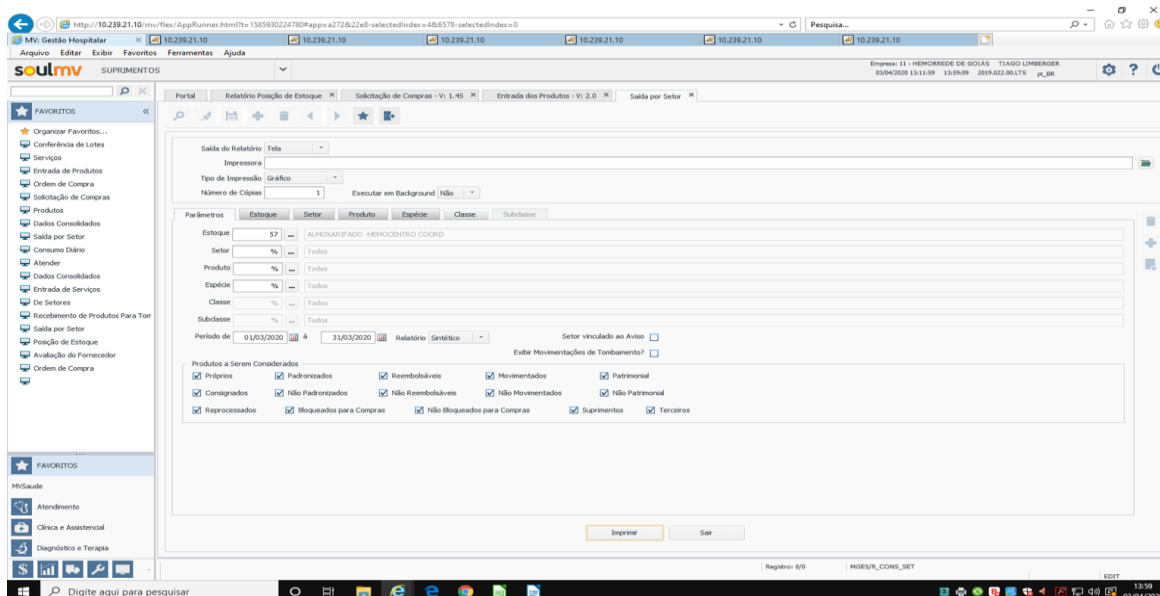 http://10.239.21.10/mv/flex/AppRunner.html?t=1585930224780#app=a272&22e8-selectedIndex=4&6578-selectedIndex=0
Pesquisa...
MV: Gestão Hospitalar
10.239.21.10
10.239.21.10
10.239.21.10
10.239.21.10
10.239.21.10
10.239.21.10
Arquivo Editar Exibir Favoritos Ferramentas Ajuda
soulmv SUPRIMENTOS
Empresa: 11 - HEMORREDE DE GOIÁS TIAGO LIMBERGER
03/04/2020 13:11:59 13:59:09 2019.022.00.LTS pt_BR
FAVORITOS
Organizar Favoritos...
Conferência de Lotes
Serviços
Entrada de Produtos
Ordem de Compra
Solicitação de Compras
Produtos
Dados Consolidados
Saída por Setor
Consumo Diário
Atender
Dados Consolidados
Entrada de Serviços
De Setores
Recebimento de Produtos Para Tom
Saída por Setor
Posição de Estoque
Avaliação do Fornecedor
Ordem de Compra
FAVORITOS
MVSaude
Atendimento
Clínica e Assistencial
Diagnóstico e Terapia
Portal Relatório Posição de Estoque Solicitação de Compras - V: 1.45 Entrada dos Produtos - V: 2.0 Saída por Setor
Saída do Relatório Tela
Impressora
Tipo de Impressão Gráfico
Número de Cópias 1 Executar em Background Não
Parâmetros Estoque Setor Produto Espécie Classe Subclasse
Estoque 57 ... ALMOXARIFADO -HEMOCENTRO COORD
Setor % ... Todos
Produto % ... Todos
Espécie % ... Todos
Classe % ... Todos
Subclasse % ... Todos
Período de 01/03/2020 à 31/03/2020 Relatório Sintético Setor vinculado ao Aviso
Exibir Movimentações de Tombamento?
Produtos a Serem Considerados
Próprios Padronizados Reembolsáveis Movimentados Patrimonial
Consignados Não Padronizados Não Reembolsáveis Não Movimentados Não Patrimonial
Reprocessados Bloqueados para Compras Não Bloqueados para Compras Suprimentos Terceiros
Imprimir Sair
Registro: 0/0 MGES/R_CONS_SET
EDIT
Digite aqui para pesquisar
13:59